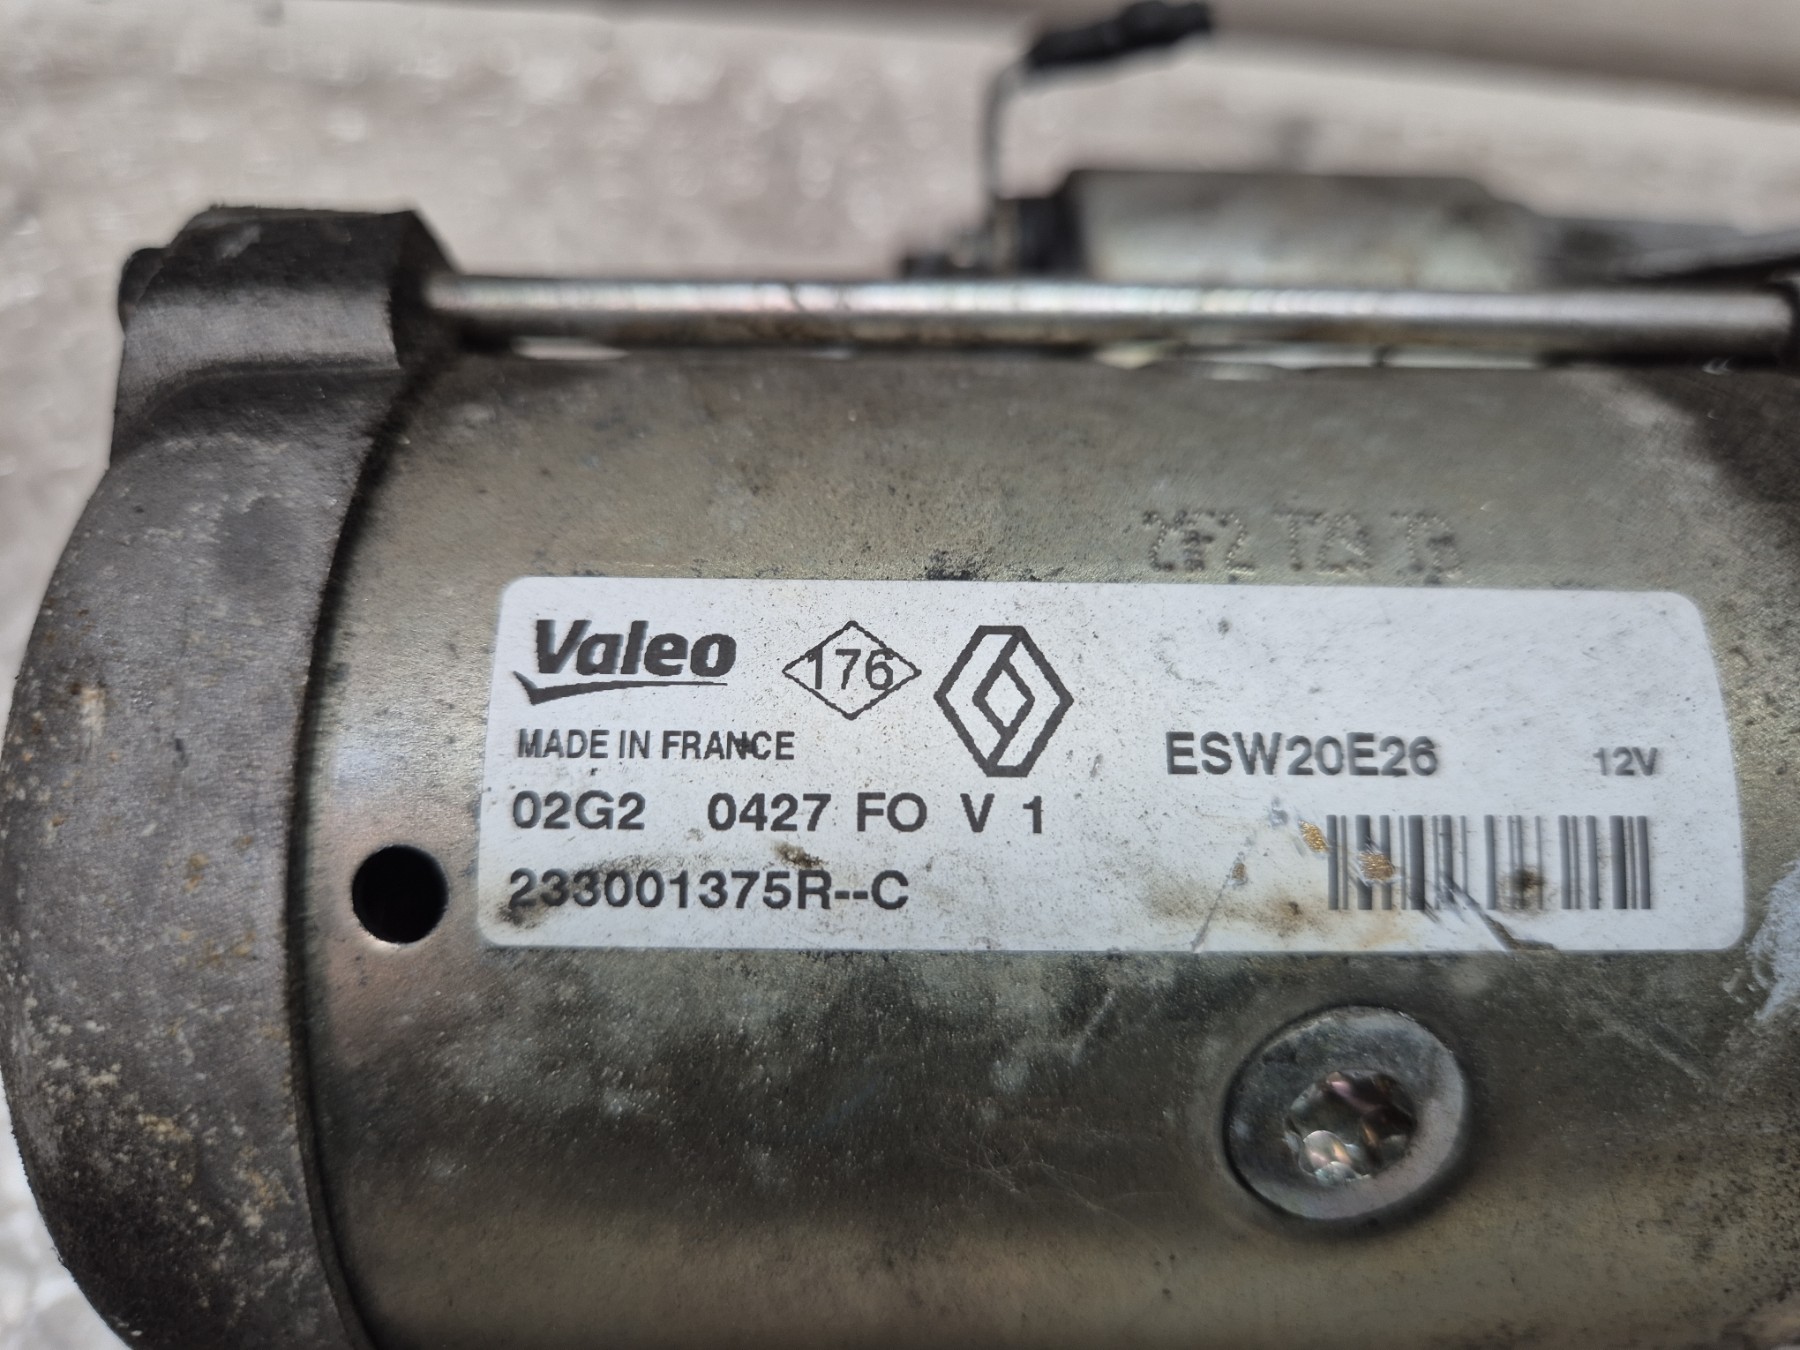 Valeo 176
MADE IN FRANCE
ESW20E26 12V
02G2 0427 FO V 1
233001375R--C